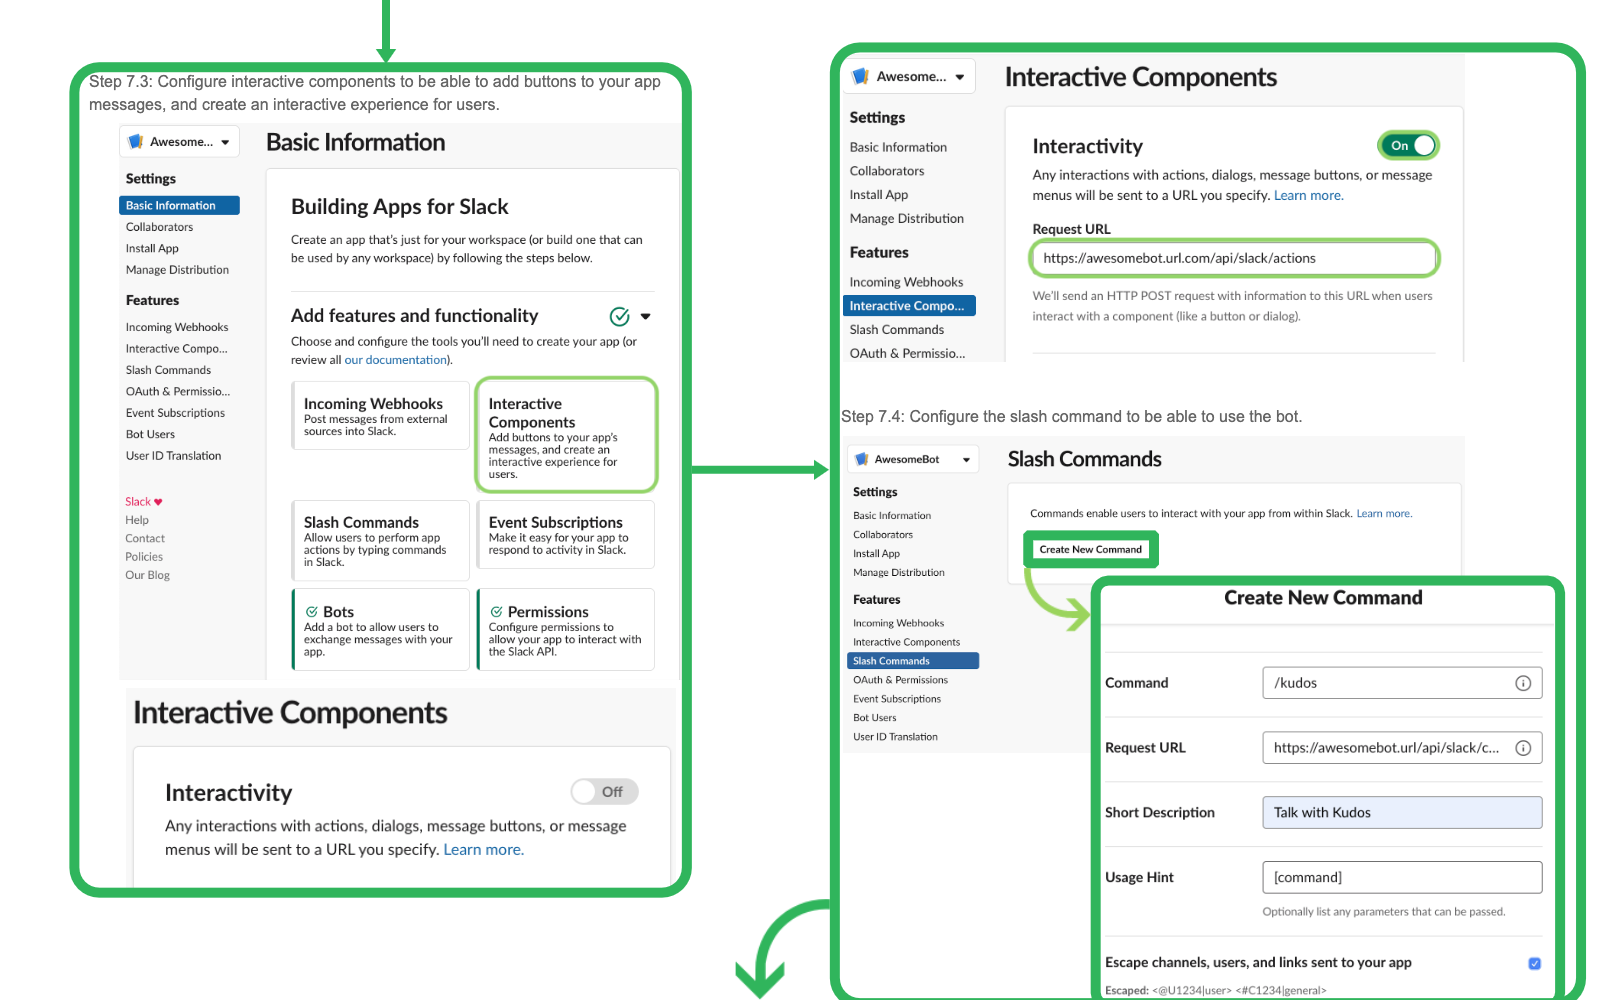 Step 7.3: Configure interactive components to be able to add buttons to your app
messages, and create an interactive experience for users.
Awesome...
Basic Information
Settings
Basic Information
Collaborators
Install App
Manage Distribution
Features
Incoming Webhooks
Interactive Compo...
Slash Commands
OAuth & Permissio...
Event Subscriptions
Bot Users
User ID Translation
Slack ♥
Help
Contact
Policies
Our Blog
Building Apps for Slack
Create an app that's just for your workspace (or build one that can
be used by any workspace) by following the steps below.
Add features and functionality
Choose and configure the tools you'll need to create your app (or
review all our documentation).
Incoming Webhooks
Post messages from external
sources into Slack.
Interactive
Components
Add buttons to your app's
messages, and create an
interactive experience for
users.
Slash Commands
Allow users to perform app
actions by typing commands
in Slack.
Event Subscriptions
Make it easy for your app to
respond to activity in Slack.
Bots
Add a bot to allow users to
exchange messages with your
app.
Permissions
Configure permissions to
allow your app to interact with
the Slack API.
Interactive Components
Interactivity
Off
Any interactions with actions, dialogs, message buttons, or message
menus will be sent to a URL you specify. Learn more.
Awesome...
Interactive Components
Settings
Basic Information
Collaborators
Install App
Manage Distribution
Features
Incoming Webhooks
Interactive Compo...
Slash Commands
OAuth & Permissio...
Interactivity
On
Any interactions with actions, dialogs, message buttons, or message
menus will be sent to a URL you specify. Learn more.
Request URL
https://awesomebot.url.com/api/slack/actions
We'll send an HTTP POST request with information to this URL when users
interact with a component (like a button or dialog).
Step 7.4: Configure the slash command to be able to use the bot.
AwesomeBot
Slash Commands
Settings
Basic Information
Collaborators
Install App
Manage Distribution
Features
Incoming Webhooks
Interactive Components
Slash Commands
OAuth & Permissions
Event Subscriptions
Bot Users
User ID Translation
Commands enable users to interact with your app from within Slack. Learn more.
Create New Command
Create New Command
Command
/kudos
Request URL
https://awesomebot.url/api/slack/c...
Short Description
Talk with Kudos
Usage Hint
[command]
Optionally list any parameters that can be passed.
Escape channels, users, and links sent to your app
Escaped: <@U1234|user> <#C1234|general>